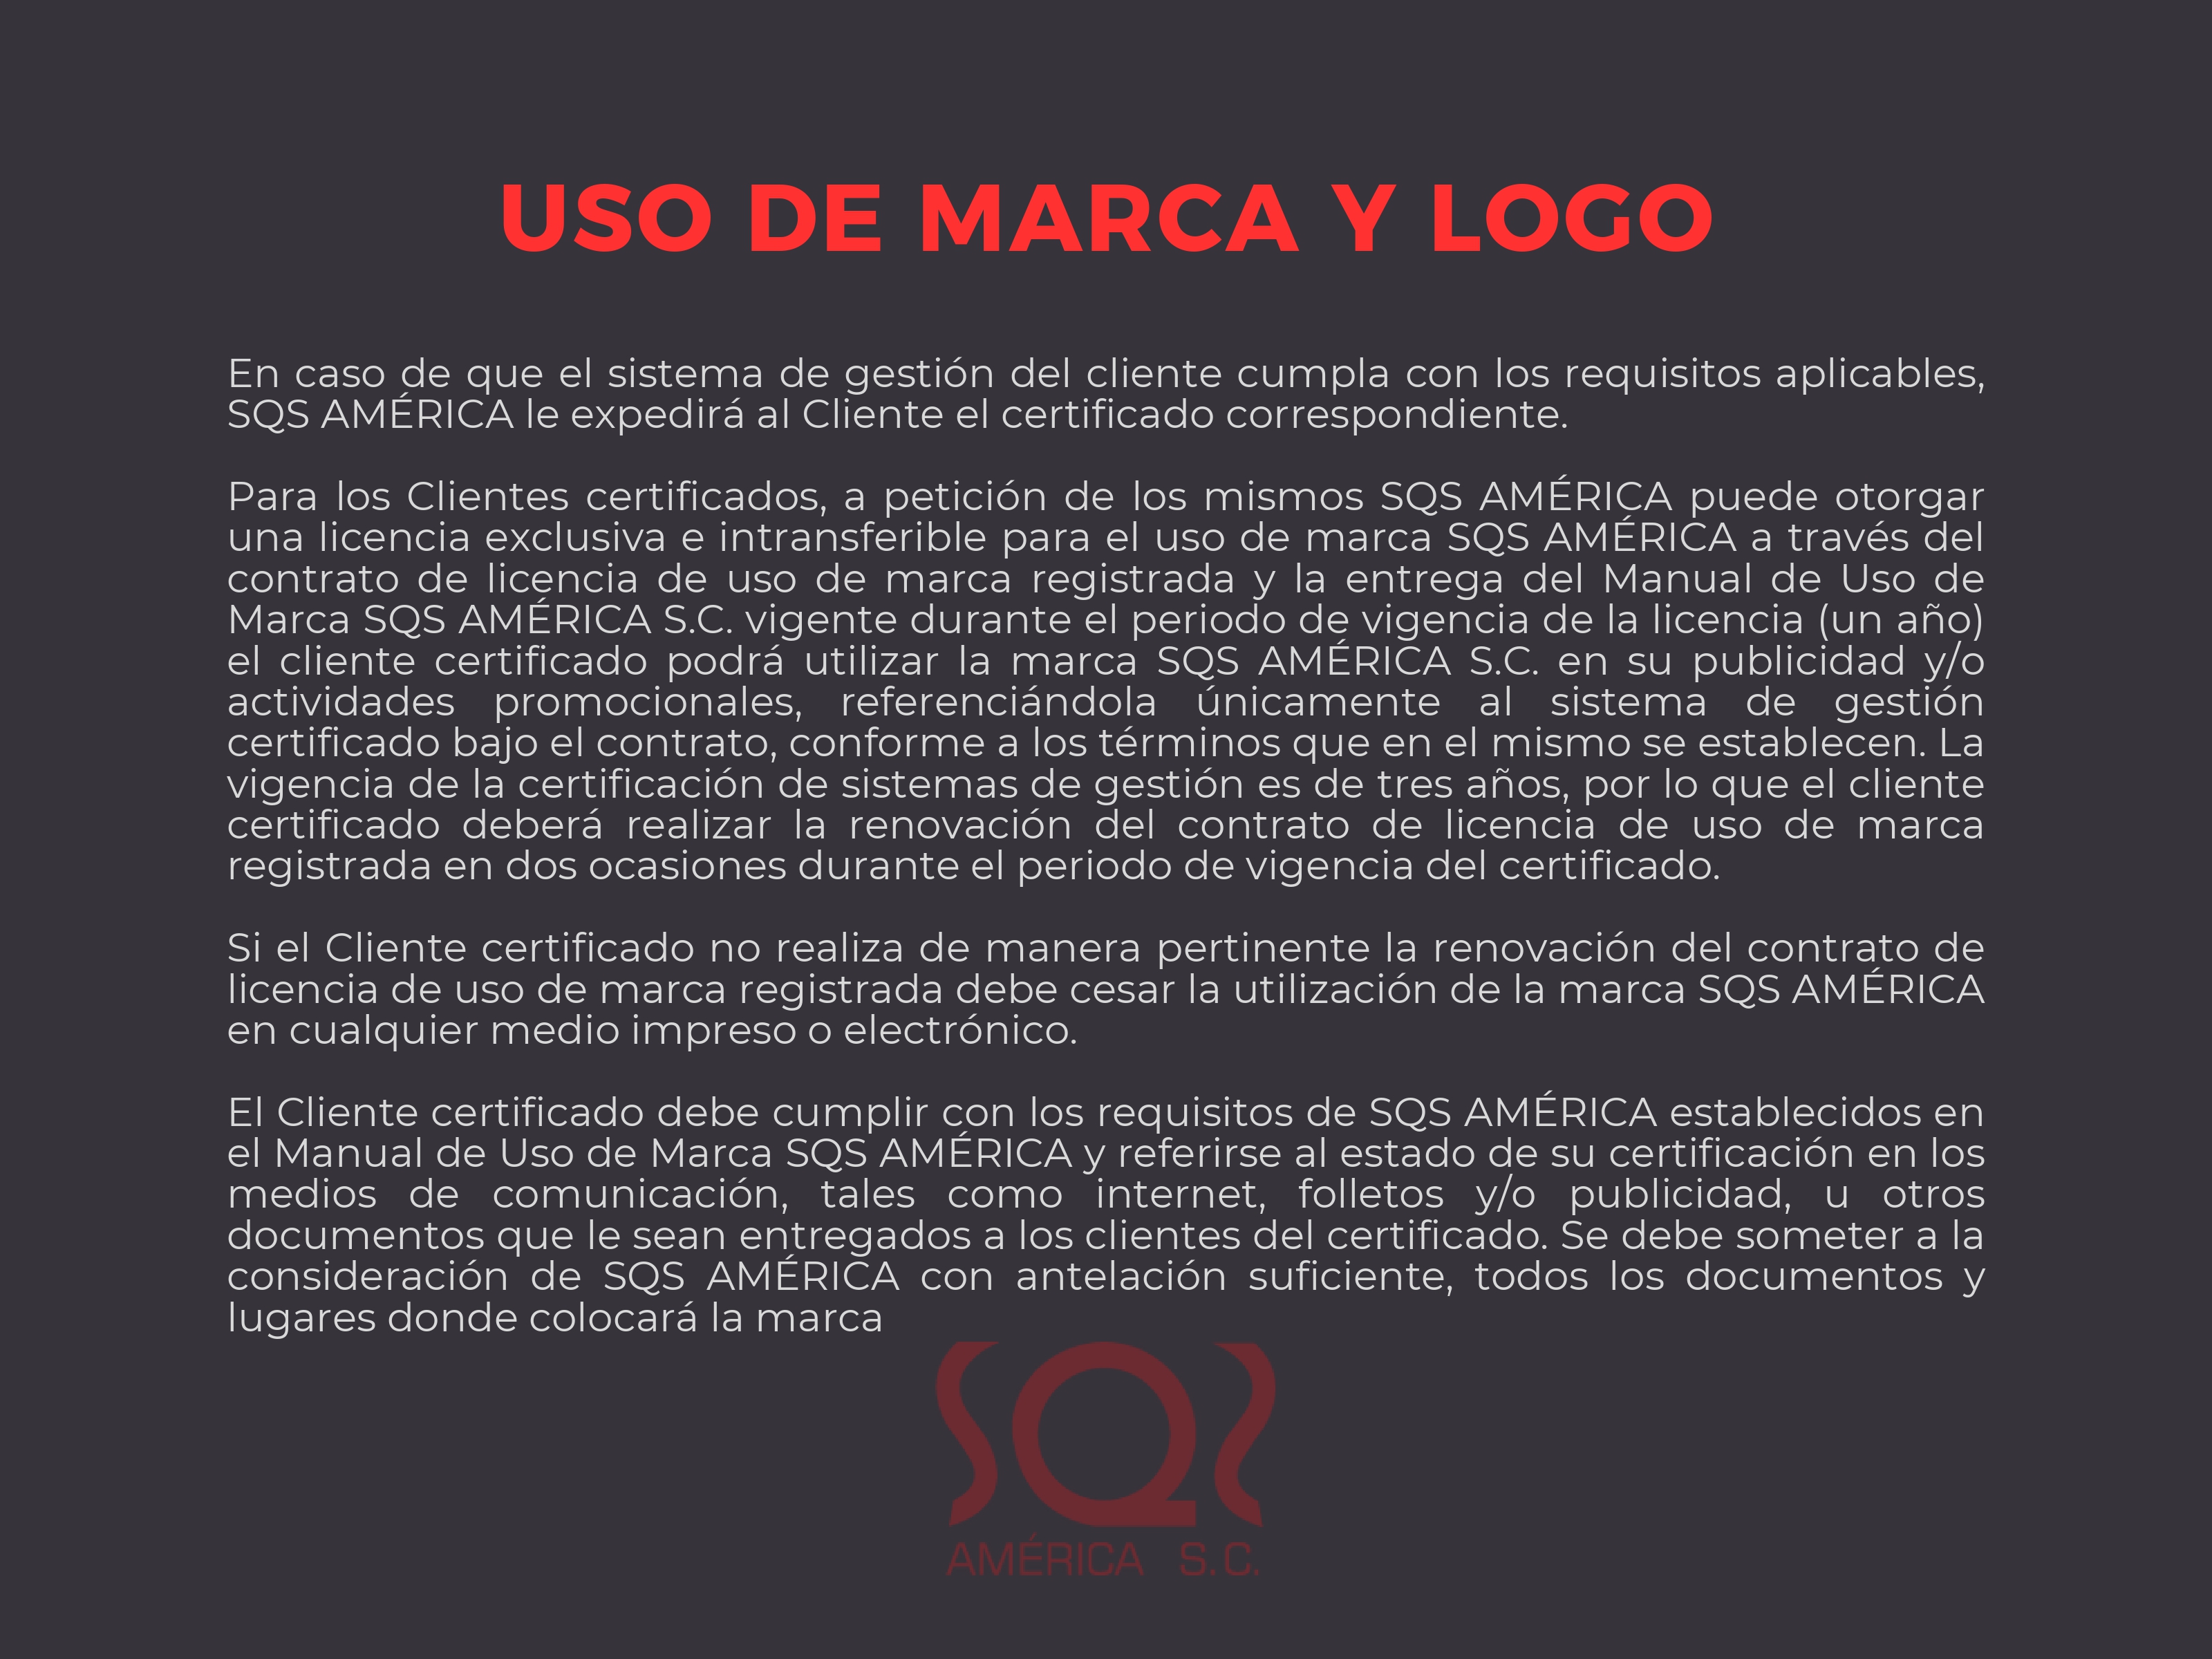 USO DE MARCA Y LOGO
En caso de que el sistema de gestión del cliente cumpla con los requisitos aplicables,
SQS AMÉRICA le expedirá al Cliente el certificado correspondiente.
Para los Clientes certificados, a petición de los mismos SQS AMÉRICA puede otorgar
una licencia exclusiva e intransferible para el uso de marca SQS AMÉRICA a través del
contrato de licencia de uso de marca registrada y la entrega del Manual de Uso de
Marca SQS AMÉRICA S.C. vigente durante el periodo de vigencia de la licencia (un año)
el cliente certificado podrá utilizar la marca SQS AMÉRICA S.C. en su publicidad y/o
actividades promocionales, referenciándola únicamente al sistema de gestión
certificado bajo el contrato, conforme a los términos que en el mismo se establecen. La
vigencia de la certificación de sistemas de gestión es de tres años, por lo que el cliente
certificado deberá realizar la renovación del contrato de licencia de uso de marca
registrada en dos ocasiones durante el periodo de vigencia del certificado.
Si el Cliente certificado no realiza de manera pertinente la renovación del contrato de
licencia de uso de marca registrada debe cesar la utilización de la marca SQS AMÉRICA
en cualquier medio impreso o electrónico.
El Cliente certificado debe cumplir con los requisitos de SQS AMÉRICA establecidos en
el Manual de Uso de Marca SQS AMÉRICA y referirse al estado de su certificación en los
medios de comunicación, tales como internet, folletos y/o publicidad, u otros
documentos que le sean entregados a los clientes del certificado. Se debe someter a la
consideración de SQS AMÉRICA con antelación suficiente, todos los documentos y
lugares donde colocará la marca
SQS
AMÉRICA S.C.